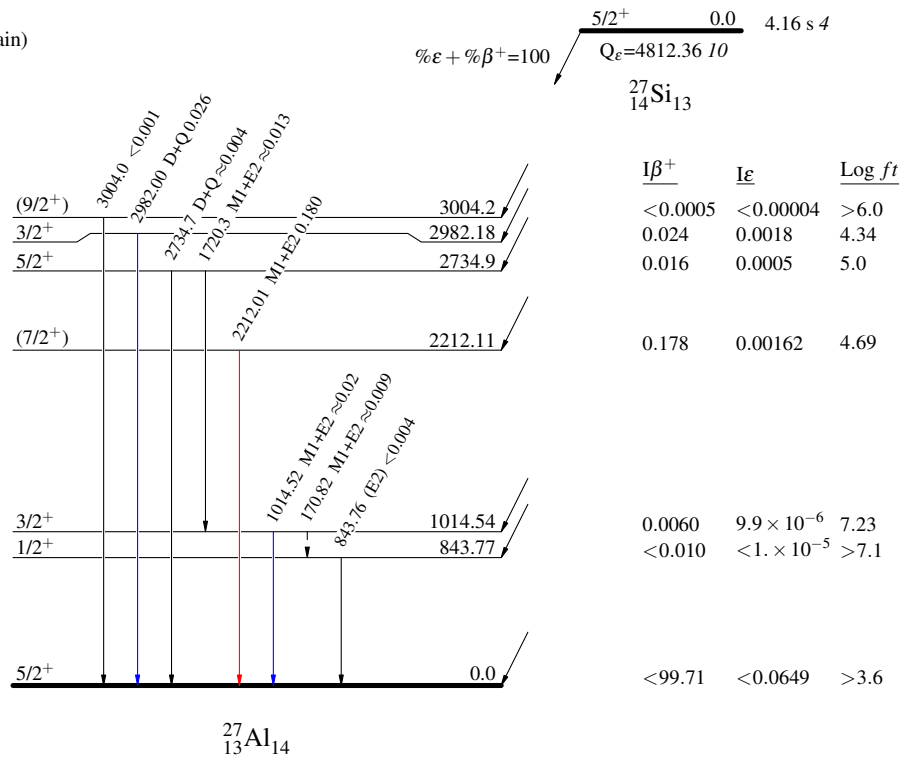 ain)
5/2⁺ 0.0 4.16 s 4
%ε + %β⁺=100
Q_ε=4812.36 10
²⁷₁₄Si₁₃
3004.0 <0.001
2982.00 D+Q 0.026
2734.7 D+Q ≈0.004
1720.3 M1+E2 ≈0.013
2212.01 M1+E2 0.180
1014.52 M1+E2 ≈0.02
170.82 M1+E2 ≈0.009
843.76 (E2) <0.004
Iβ⁺ Iε Log ft
(9/2⁺) 3004.2 <0.0005 <0.00004 >6.0
3/2⁺ 2982.18 0.024 0.0018 4.34
5/2⁺ 2734.9 0.016 0.0005 5.0
(7/2⁺) 2212.11 0.178 0.00162 4.69
3/2⁺ 1014.54 0.0060 9.9 × 10⁻⁶ 7.23
1/2⁺ 843.77 <0.010 <1. × 10⁻⁵ >7.1
5/2⁺ 0.0 <99.71 <0.0649 >3.6
²⁷₁₃Al₁₄